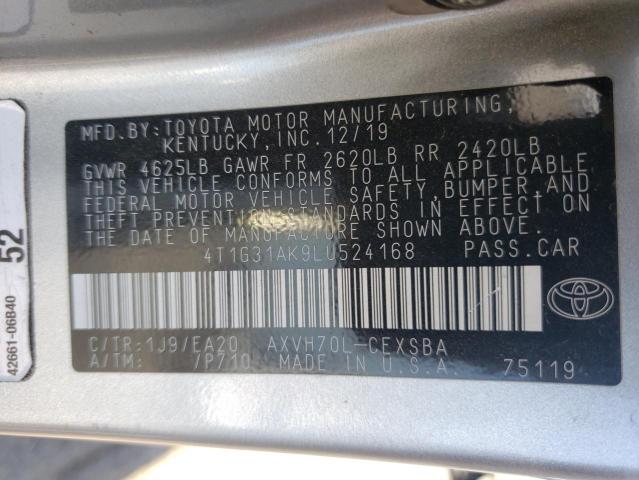 MFD.BY:TOYOTA MOTOR MANUFACTURING,
KENTUCKY,INC.12/19
GVWR 4625LB GAWR FR 2620LB RR 2420LB
THIS VEHICLE CONFORMS TO ALL APPLICABLE
FEDERAL MOTOR VEHICLE SAFETY,BUMPER,AND
THEFT PREVENTION STANDARDS IN EFFECT ON
THE DATE OF MANUFACTURE SHOWN ABOVE.
4T1G31AK9LU524168 PASS.CAR
C/TR:1J9/EA20 AXVH70L-CEXSBA
A/TM: 7P710 MADE IN U.S.A. 75119
52
42661-06B40